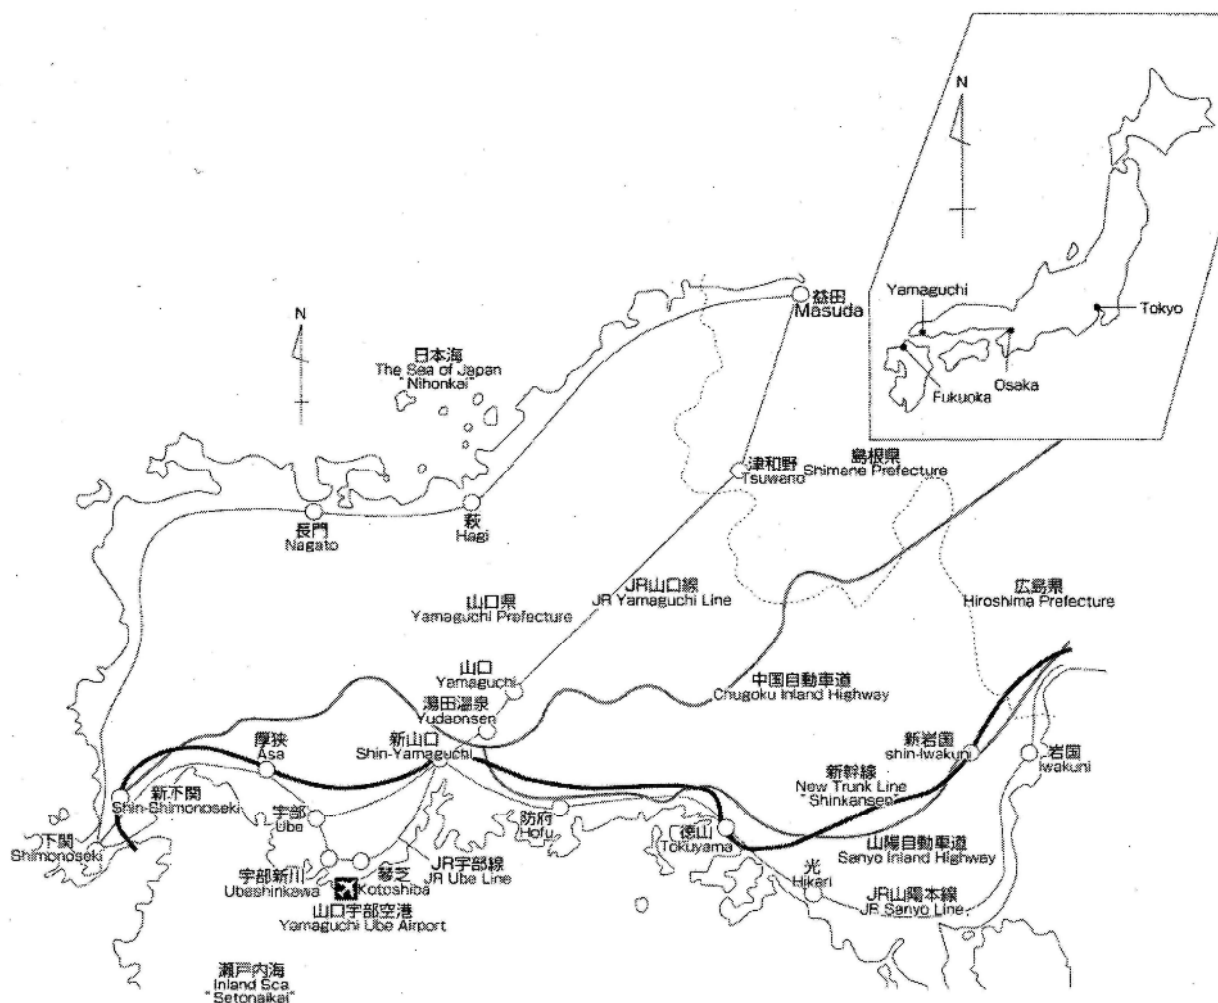 N
Yamaguchi
Tokyo
Osaka
Fukuoka
N
益田
Masuda
日本海
The Sea of Japan
"Nihonkai"
津和野
Tsuwano
島根県
Shimane Prefecture
長門
Nagato
萩
Hagi
JR山口線
JR Yamaguchi Line
山口県
Yamaguchi Prefecture
広島県
Hiroshima Prefecture
山口
Yamaguchi
中国自動車道
Chugoku Inland Highway
湯田温泉
Yudaonsen
厚狭
Asa
新山口
Shin-Yamaguchi
新岩国
shin-Iwakuni
岩国
Iwakuni
新幹線
New Trunk Line
"Shinkansen"
新下関
Shin-Shimonoseki
宇部
Ube
防府
Hofu
徳山
Tokuyama
下関
Shimonoseki
山陽自動車道
Sanyo Inland Highway
宇部新川
Ubeshinkawa
琴芝
Kotoshiba
JR宇部線
JR Ube Line
光
Hikari
JR山陽本線
JR Sanyo Line
山口宇部空港
Yamaguchi Ube Airport
瀬戸内海
Inland Sea
"Setonaikai"